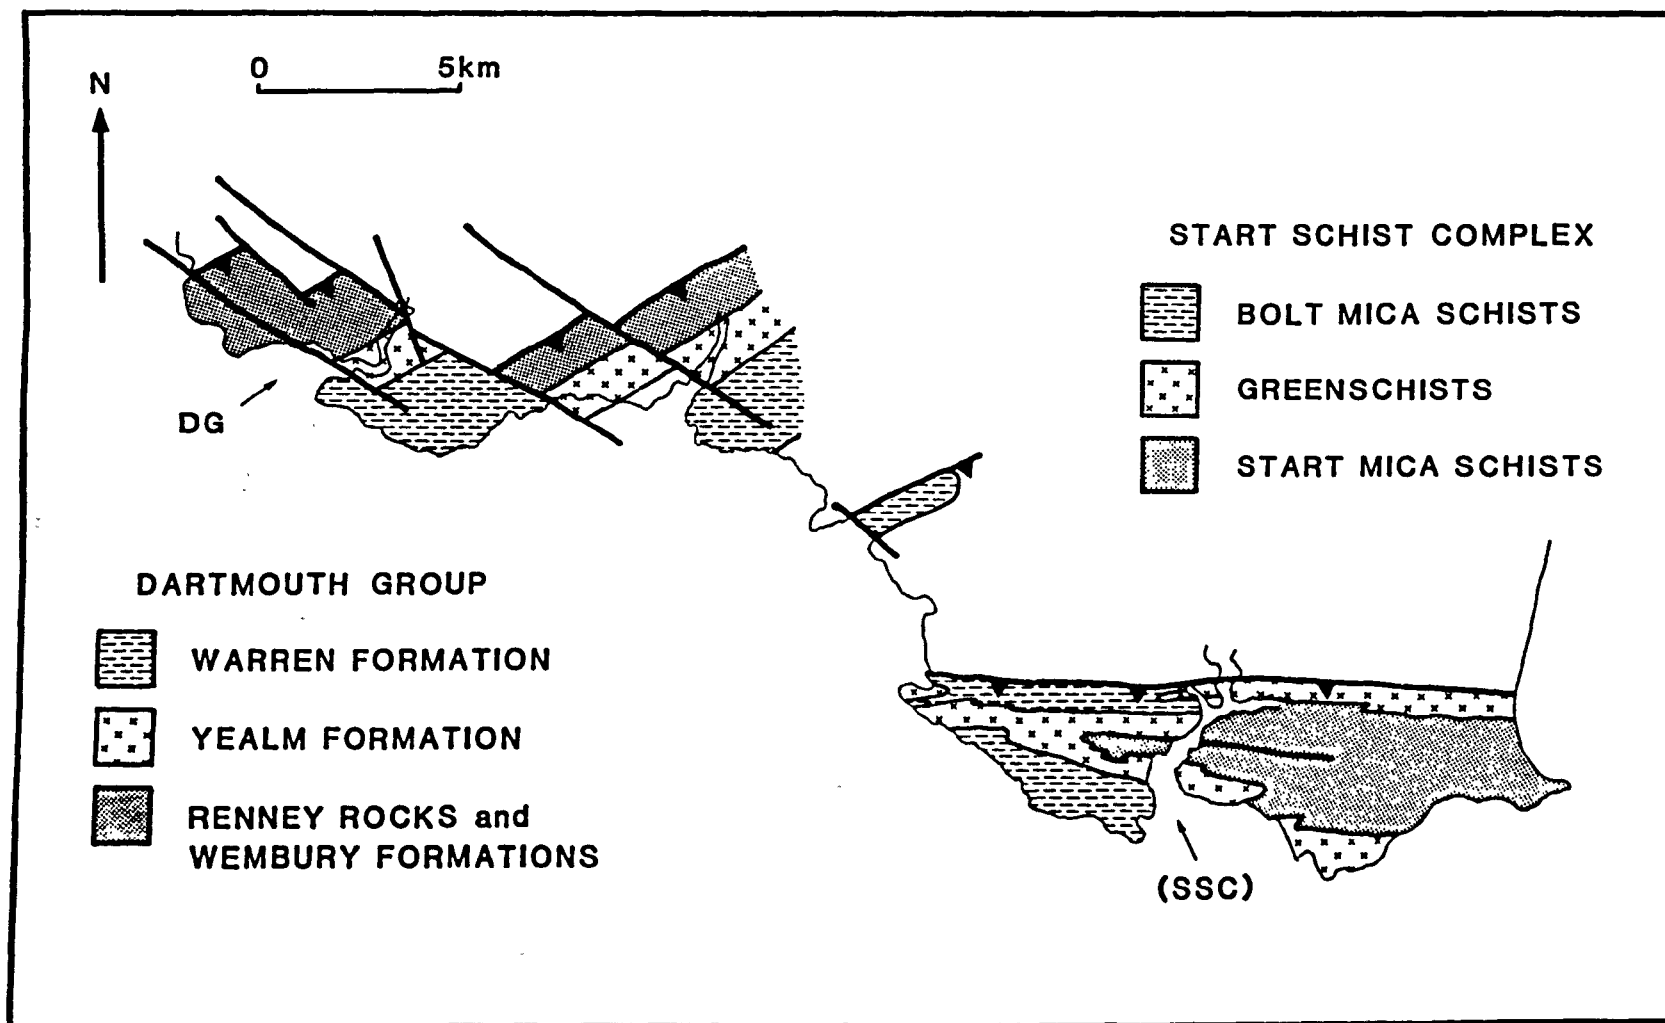 0 5km
N
START SCHIST COMPLEX
BOLT MICA SCHISTS
GREENSCHISTS
START MICA SCHISTS
DG
DARTMOUTH GROUP
WARREN FORMATION
YEALM FORMATION
RENNEY ROCKS and
WEMBURY FORMATIONS
(SSC)